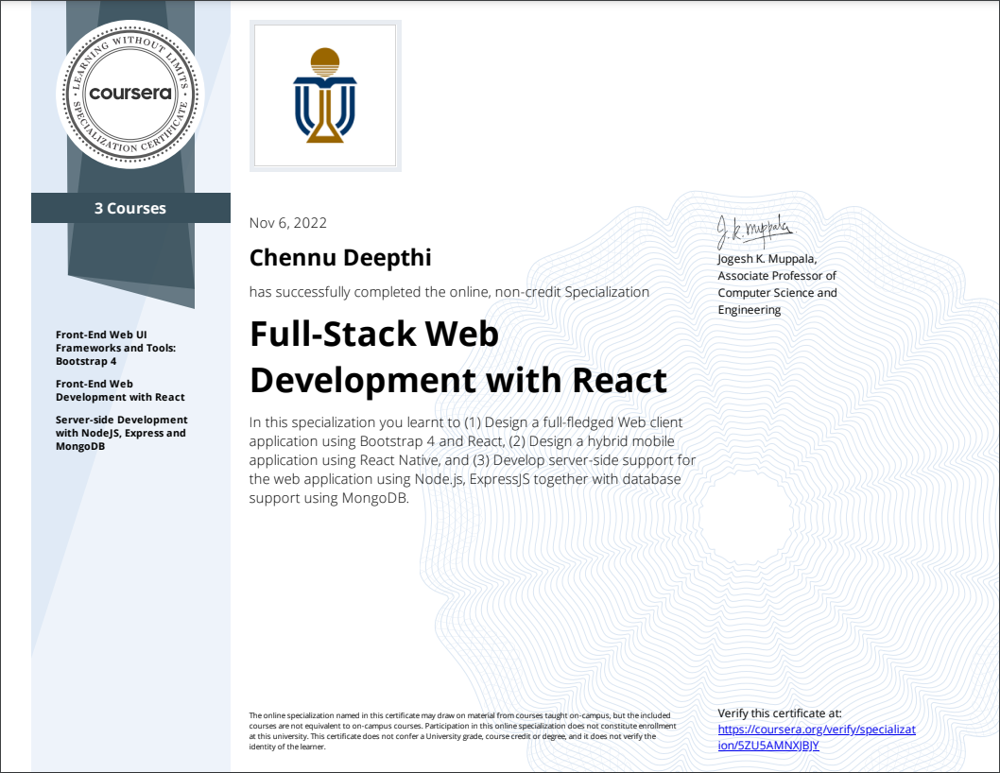 LEARNING WITHOUT LIMITS
coursera
SPECIALIZATION CERTIFICATE
3 Courses
Front-End Web UI
Frameworks and Tools:
Bootstrap 4
Front-End Web
Development with React
Server-side Development
with NodeJS, Express and
MongoDB
Nov 6, 2022
Chennu Deepthi
has successfully completed the online, non-credit Specialization
Full-Stack Web
Development with React
In this specialization you learnt to (1) Design a full-fledged Web client
application using Bootstrap 4 and React, (2) Design a hybrid mobile
application using React Native, and (3) Develop server-side support for
the web application using Node.js, ExpressJS together with database
support using MongoDB.
J.K. Muppala
Jogesh K. Muppala,
Associate Professor of
Computer Science and
Engineering
The online specialization named in this certificate may draw on material from courses taught on-campus, but the included
courses are not equivalent to on-campus courses. Participation in this online specialization does not constitute enrollment
at this university. This certificate does not confer a University grade, course credit or degree, and it does not verify the
identity of the learner.
Verify this certificate at:
https://coursera.org/verify/specializat
ion/5ZU5AMNXJBJY